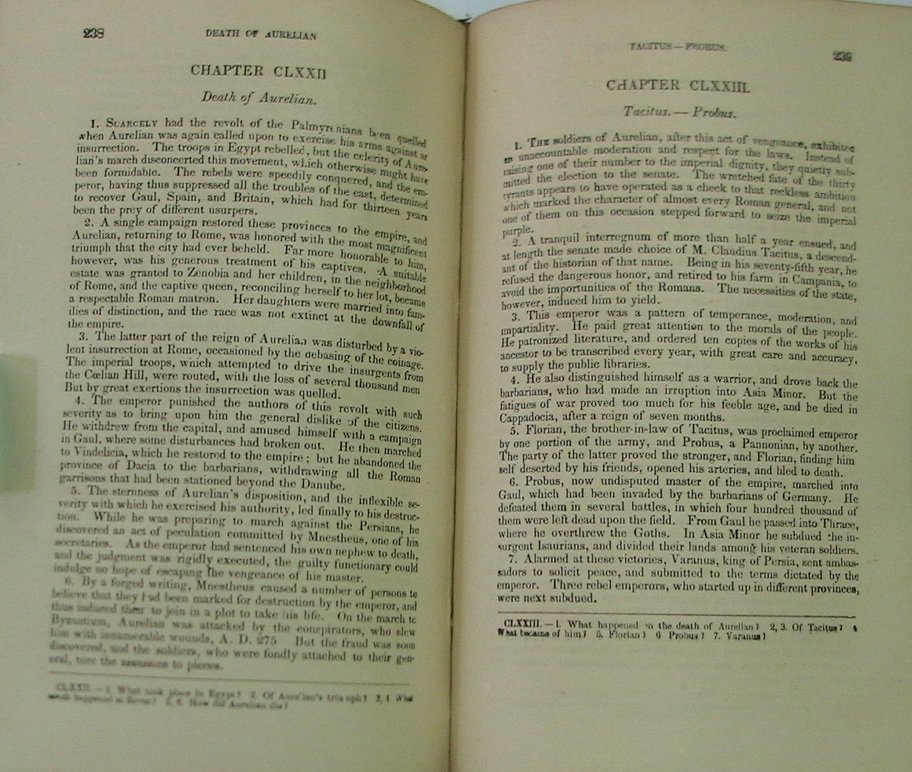 238
DEATH OF AURELIAN
CHAPTER CLXXII
Death of Aurelian.
1. SCARCELY had the revolt of the Palmyrenians been quelled
when Aurelian was again called upon to exercise his arms against an
insurrection. The troops in Egypt rebelled, but the celerity of Aure-
lian's march disconcerted this movement, which otherwise might have
been formidable. The rebels were speedily conquered, and the em-
peror, having thus suppressed all the troubles of the east, determined
to recover Gaul, Spain, and Britain, which had for thirteen years
been the prey of different usurpers.
2. A single campaign restored these provinces to the empire, and
Aurelian, returning to Rome, was honored with the most magnificent
triumph that the city had ever beheld. Far more honorable to him,
however, was his generous treatment of his captives. A suitable
estate was granted to Zenobia and her children, in the neighborhood
of Rome, and the captive queen, reconciling herself to her lot, became
a respectable Roman matron. Her daughters were married into fam-
ilies of distinction, and the race was not extinct at the downfall of
the empire.
3. The latter part of the reign of Aurelian was disturbed by a vio-
lent insurrection at Rome, occasioned by the debasing of the coinage.
The imperial troops, which attempted to drive the insurgents from
the Cœlian Hill, were routed, with the loss of several thousand men
But by great exertions the insurrection was quelled.
4. The emperor punished the authors of this revolt with such
severity as to bring upon him the general dislike of the citizens.
He withdrew from the capital, and amused himself with a campaign
in Gaul, where some disturbances had broken out. He then marched
to Vindelicia, which he restored to the empire; but he abandoned the
province of Dacia to the barbarians, withdrawing all the Roman
garrisons that had been stationed beyond the Danube.
5. The sternness of Aurelian's disposition, and the inflexible se-
verity with which he exercised his authority, led finally to his destruc-
tion. While he was preparing to march against the Persians, he
discovered an act of peculation committed by Mnestheus, one of his
secretaries. As the emperor had sentenced his own nephew to death,
and the judgment was rigidly executed, the guilty functionary could
indulge no hope of escaping the vengeance of his master.
6. By a forged writing, Mnestheus caused a number of persons to
believe that they had been marked for destruction by the emperor, and
thus induced them to join in a plot to take his life. On the march to
Byzantium, Aurelian was attacked by the conspirators, who slew
him with innumerable wounds, A. D. 275 But the fraud was soon
discovered, and the soldiers, who were fondly attached to their gen-
eral, tore the assassins to pieces.
CLXXII. — 1. What took place in Egypt? 2. Of Aurelian's triumph? 3, 4 What
happened at Rome? 5, 6. How did Aurelian die?
TACITUS — PROBUS.
239
CHAPTER CLXXIII.
Tacitus. — Probus.
1. THE soldiers of Aurelian, after this act of vengeance, exhibited
an unaccountable moderation and respect for the laws. Instead of
raising one of their number to the imperial dignity, they quietly sub-
mitted the election to the senate. The wretched fate of the thirty
tyrants appears to have operated as a check to that reckless ambition
which marked the character of almost every Roman general, and not
one of them on this occasion stepped forward to seize the imperial
purple.
2. A tranquil interregnum of more than half a year ensued, and
at length the senate made choice of M. Claudius Tacitus, a descend-
ant of the historian of that name. Being in his seventy-fifth year, he
refused the dangerous honor, and retired to his farm in Campania, to
avoid the importunities of the Romans. The necessities of the state,
however, induced him to yield.
3. This emperor was a pattern of temperance, moderation, and
impartiality. He paid great attention to the morals of the people.
He patronized literature, and ordered ten copies of the works of his
ancestor to be transcribed every year, with great care and accuracy,
to supply the public libraries.
4. He also distinguished himself as a warrior, and drove back the
barbarians, who had made an irruption into Asia Minor. But the
fatigues of war proved too much for his feeble age, and he died in
Cappadocia, after a reign of seven months.
5. Florian, the brother-in-law of Tacitus, was proclaimed emperor
by one portion of the army, and Probus, a Pannonian, by another.
The party of the latter proved the stronger, and Florian, finding him
self deserted by his friends, opened his arteries, and bled to death.
6. Probus, now undisputed master of the empire, marched into
Gaul, which had been invaded by the barbarians of Germany. He
defeated them in several battles, in which four hundred thousand of
them were left dead upon the field. From Gaul he passed into Thrace,
where he overthrew the Goths. In Asia Minor he subdued the in-
surgent Isaurians, and divided their lands among his veteran soldiers.
7. Alarmed at these victories, Varanus, king of Persia, sent ambas-
sadors to solicit peace, and submitted to the terms dictated by the
emperor. Three rebel emperors, who started up in different provinces,
were next subdued.
CLXXIII. — 1. What happened on the death of Aurelian? 2, 3. Of Tacitus? 4
What became of him? 5. Florian? 6 Probus? 7. Varanus?